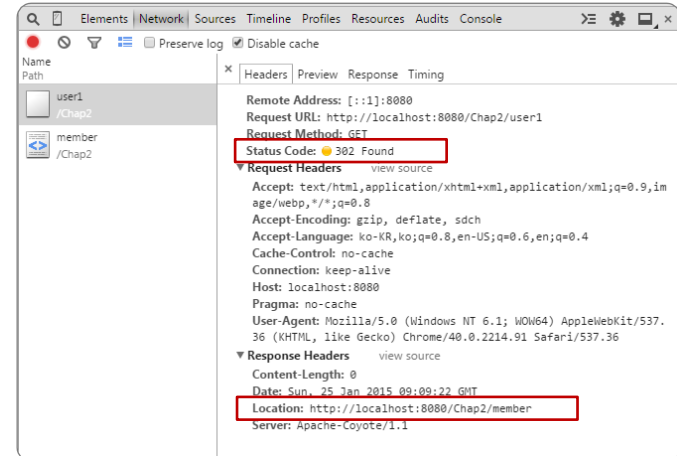 Elements Network Sources Timeline Profiles Resources Audits Console
Preserve log Disable cache
Name
Path
user1
/Chap2
member
/Chap2
× Headers Preview Response Timing
Remote Address: [::1]:8080
Request URL: http://localhost:8080/Chap2/user1
Request Method: GET
Status Code: 302 Found
Request Headers view source
Accept: text/html,application/xhtml+xml,application/xml;q=0.9,im
age/webp,*/*;q=0.8
Accept-Encoding: gzip, deflate, sdch
Accept-Language: ko-KR,ko;q=0.8,en-US;q=0.6,en;q=0.4
Cache-Control: no-cache
Connection: keep-alive
Host: localhost:8080
Pragma: no-cache
User-Agent: Mozilla/5.0 (Windows NT 6.1; WOW64) AppleWebKit/537.
36 (KHTML, like Gecko) Chrome/40.0.2214.91 Safari/537.36
Response Headers view source
Content-Length: 0
Date: Sun, 25 Jan 2015 09:09:22 GMT
Location: http://localhost:8080/Chap2/member
Server: Apache-Coyote/1.1